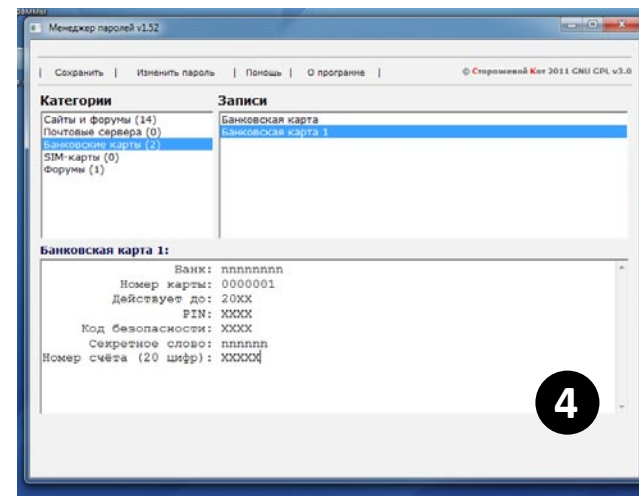 Менеджер паролей v1.52
| Сохранить | Изменить пароль | Помощь | О программе | © Сторожевой Кот 2011 GNU GPL v3.0
Категории
Сайты и форумы (14)
Почтовые сервера (0)
Банковские карты (2)
SIM-карты (0)
Форумы (1)
Записи
Банковская карта
Банковская карта 1
Банковская карта 1:
Банк: nnnnnnnn
Номер карты: 0000001
Действует до: 20XX
PIN: XXXX
Код безопасности: XXXX
Секретное слово: nnnnnn
Номер счёта (20 цифр): XXXXX
4